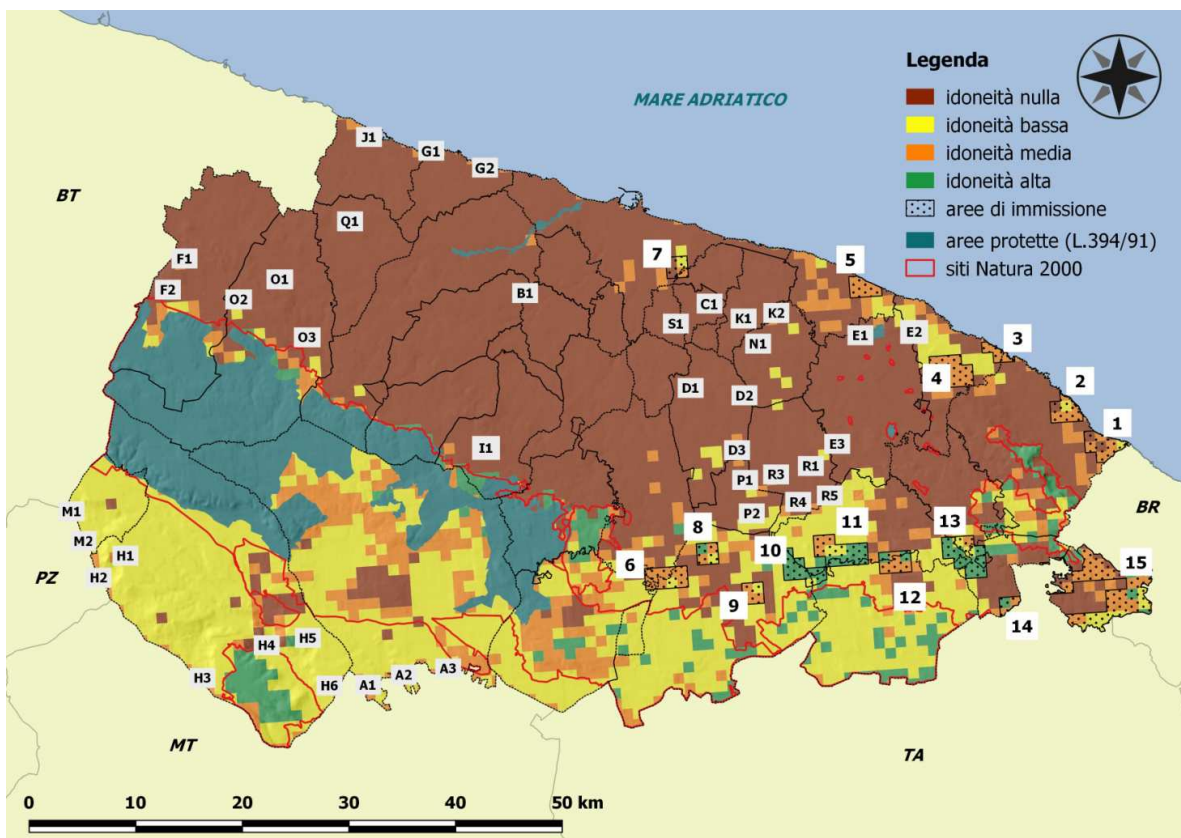 Legenda
idoneità nulla
idoneità bassa
idoneità media
idoneità alta
aree di immissione
aree protette (L.394/91)
siti Natura 2000
MARE ADRIATICO
BT
J1
G1
G2
Q1
F1
F2
O1
O2
O3
B1
7
5
C1
S1
K1
K2
N1
E1
E2
3
4
2
1
D1
D2
D3
E3
I1
P1
R3
R1
P2
R4
R5
BR
M1
M2
PZ
H1
H2
8
11
13
10
6
15
9
12
14
H4
H5
H3
H6
A1
A2
A3
MT
TA
0 10 20 30 40 50 km